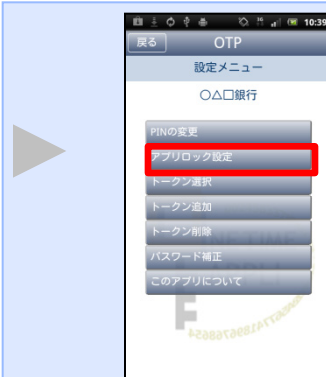 10:39
戻る OTP
設定メニュー
○△□銀行
PINの変更
アプリロック設定
トークン選択
トークン追加
トークン削除
パスワード補正
このアプリについて